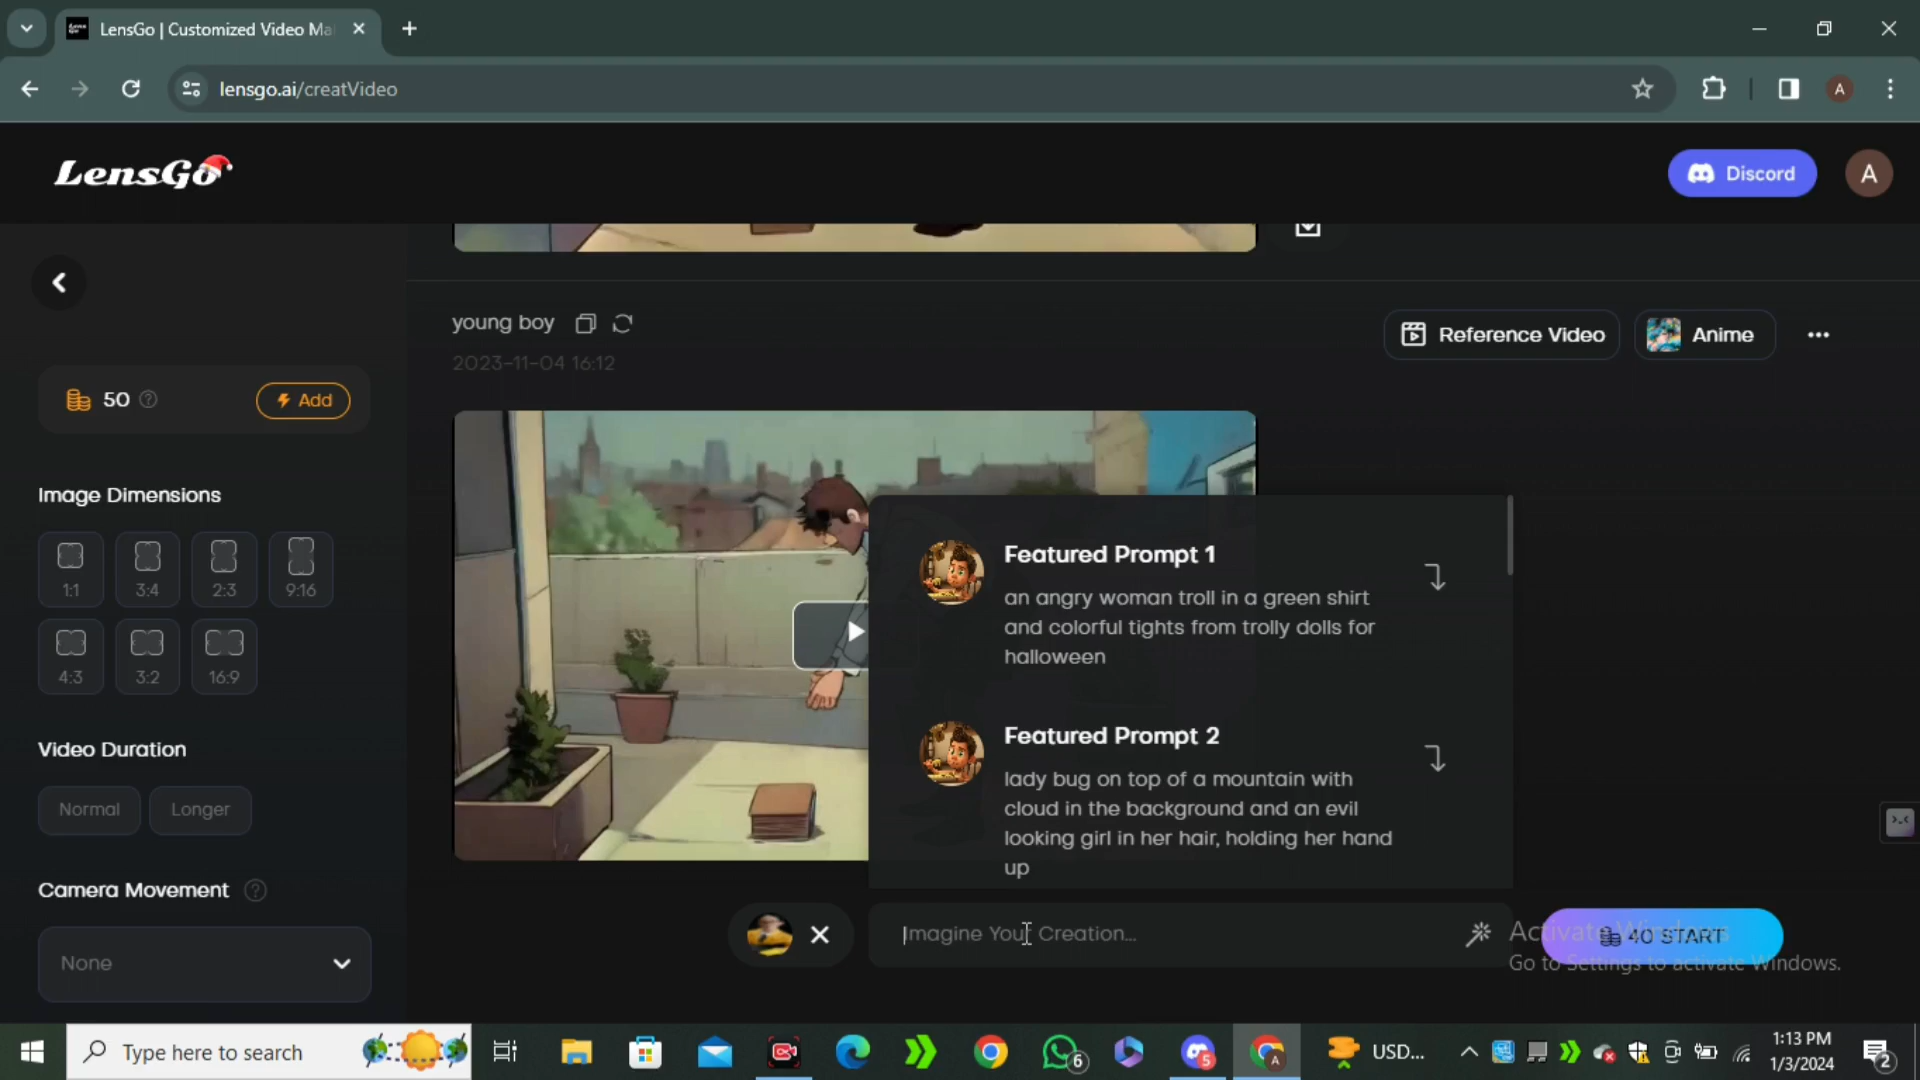 LensGo | Customized Video Ma
lensgo.ai/creatVideo
A
LensGo
Discord
A
young boy
2023-11-04 16:12
Reference Video
Anime
50
Add
Image Dimensions
1:1
3:4
2:3
9:16
4:3
3:2
16:9
Video Duration
Normal
Longer
Camera Movement
None
Featured Prompt 1
an angry woman troll in a green shirt
and colorful tights from trolly dolls for
halloween
Featured Prompt 2
lady bug on top of a mountain with
cloud in the background and an evil
looking girl in her hair, holding her hand
up
Imagine Your Creation...
40 START
Activate Windows
Go to Settings to activate Windows.
Type here to search
6
5
A
USD...
1:13 PM
1/3/2024
2